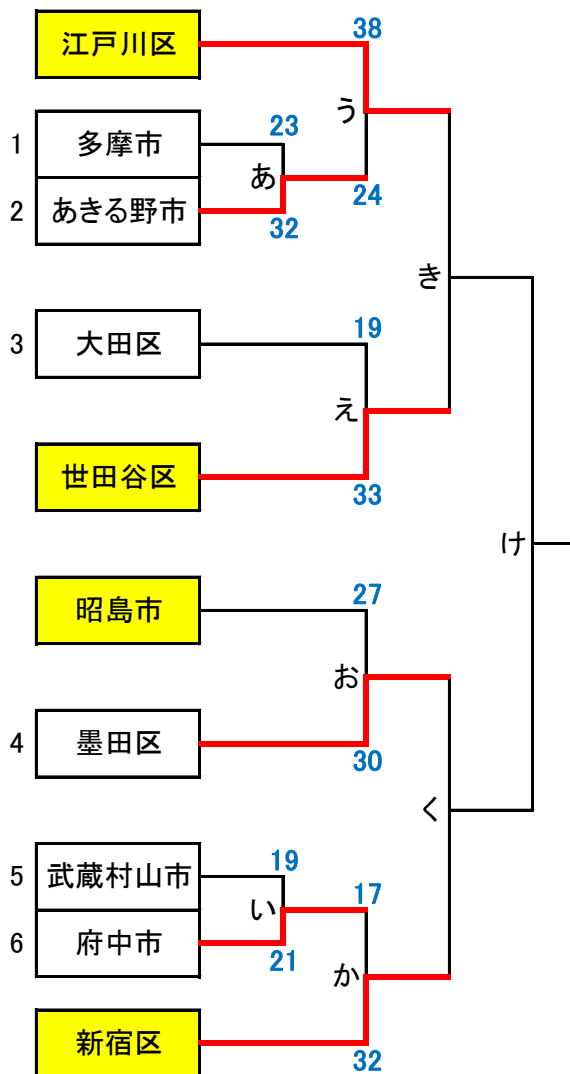 38
江戸川区
う
23
1 多摩市
あ
2 あきる野市
24
32
き
19
3 大田区
え
世田谷区
33
け
27
昭島市
お
4 墨田区
30
く
19
5 武蔵村山市
17
い
6 府中市
21
か
新宿区
32